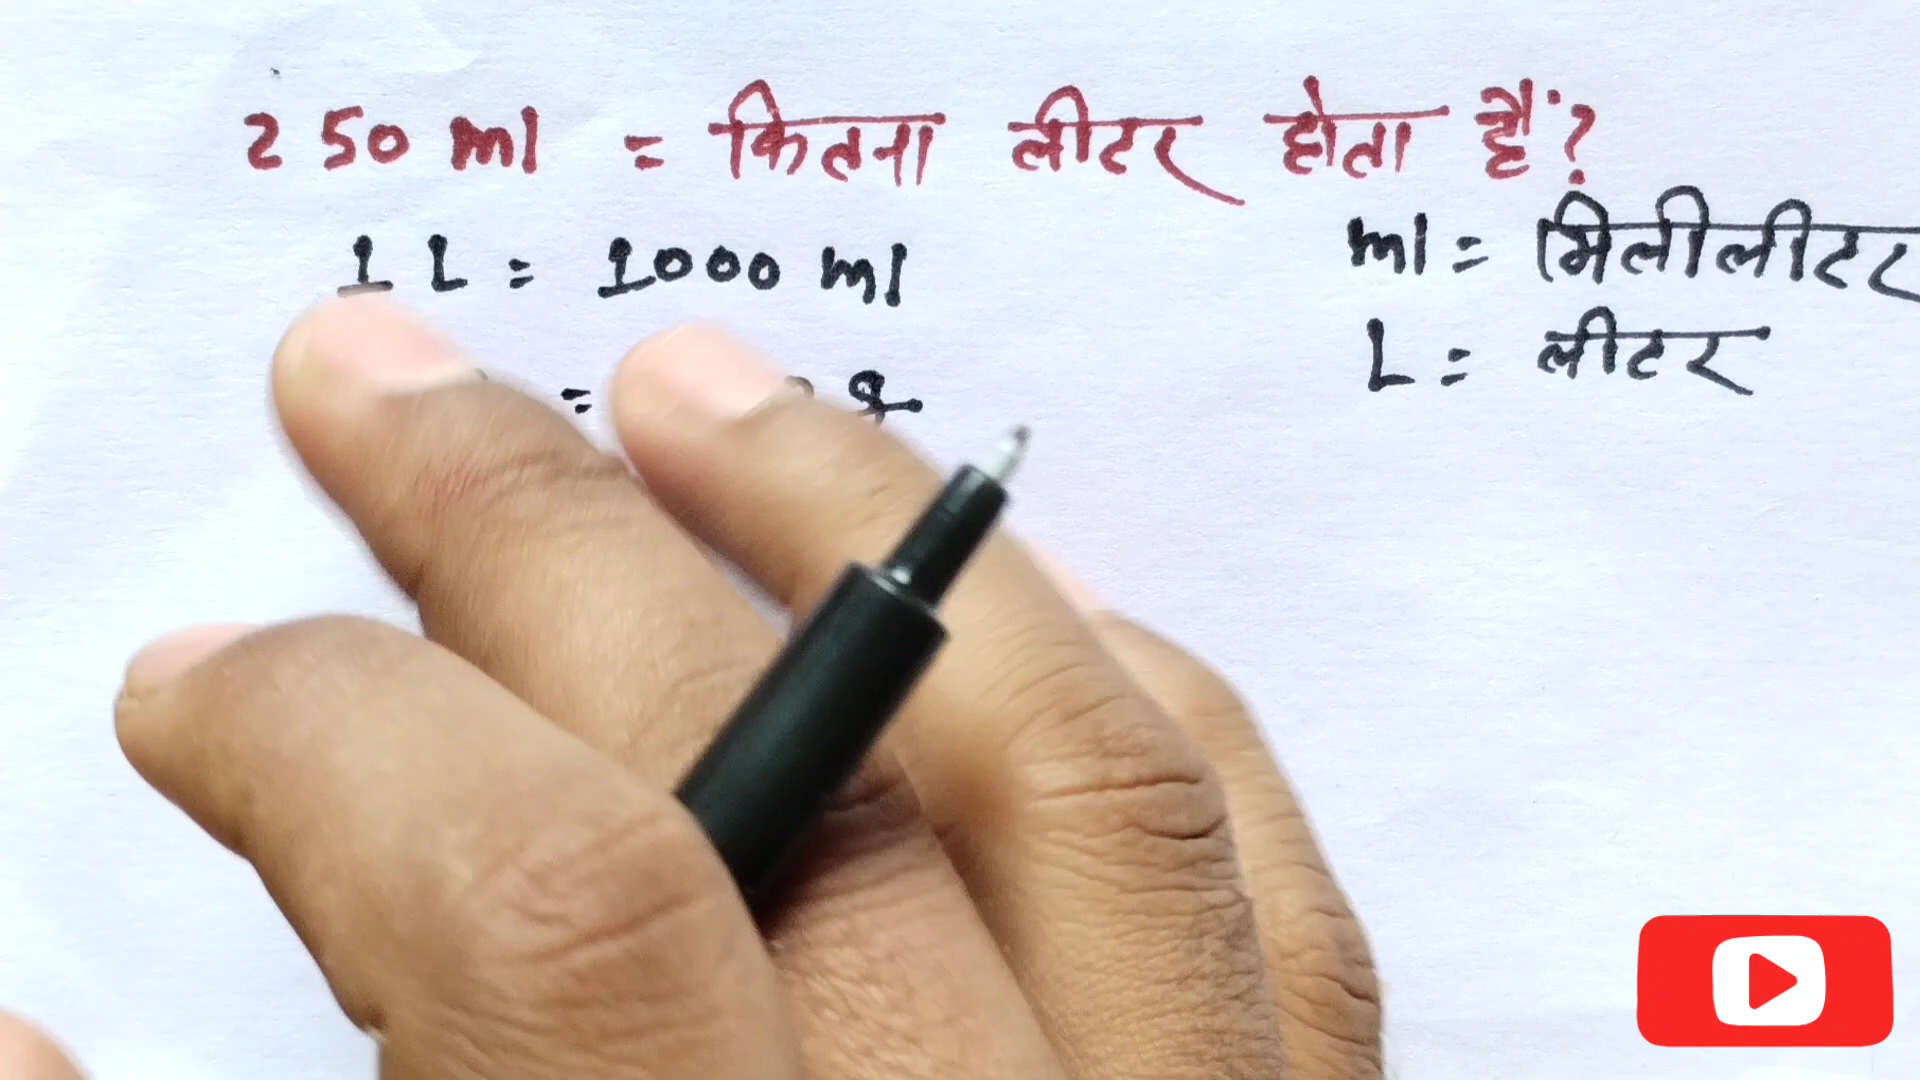 250 ml = कितना लीटर होता हैं?
1 L = 1000 ml
ml = मिलीलीटर
L = लीटर